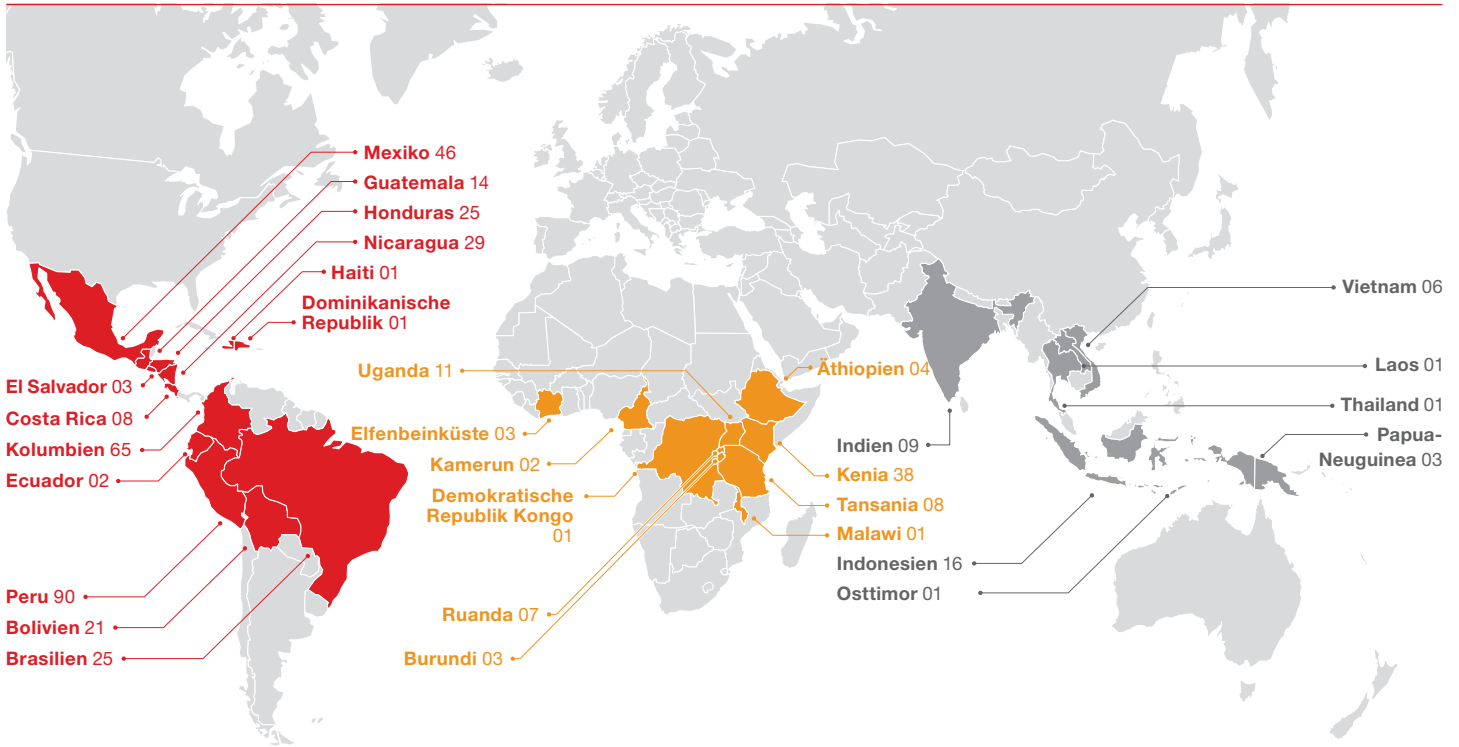 Mexiko 46
Guatemala 14
Honduras 25
Nicaragua 29
Haiti 01
Dominikanische
Republik 01
El Salvador 03
Costa Rica 08
Kolumbien 65
Ecuador 02
Peru 90
Bolivien 21
Brasilien 25
Uganda 11
Äthiopien 04
Elfenbeinküste 03
Kamerun 02
Demokratische
Republik Kongo
01
Kenia 38
Tansania 08
Malawi 01
Ruanda 07
Burundi 03
Vietnam 06
Laos 01
Thailand 01
Indien 09
Papua-
Neuguinea 03
Indonesien 16
Osttimor 01